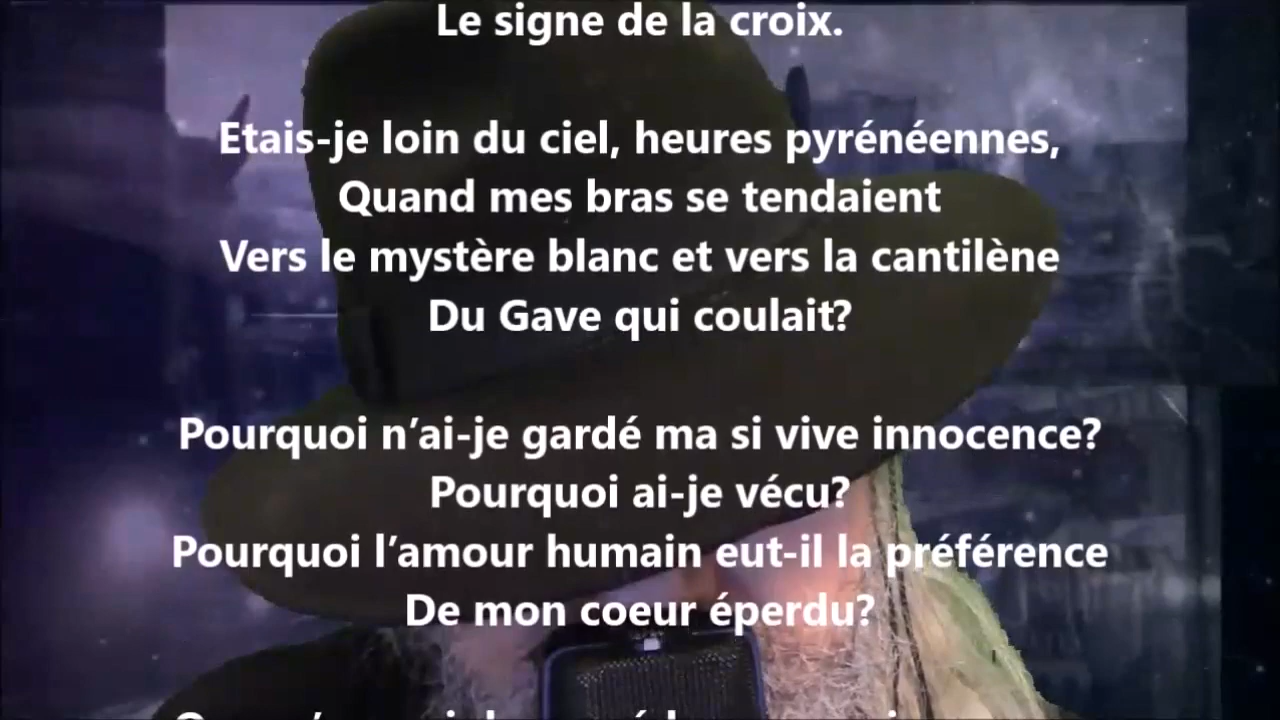 Le signe de la croix.
Etais-je loin du ciel, heures pyrénéennes,
Quand mes bras se tendaient
Vers le mystère blanc et vers la cantilène
Du Gave qui coulait?
Pourquoi n’ai-je gardé ma si vive innocence?
Pourquoi ai-je vécu?
Pourquoi l’amour humain eut-il la préférence
De mon coeur éperdu?